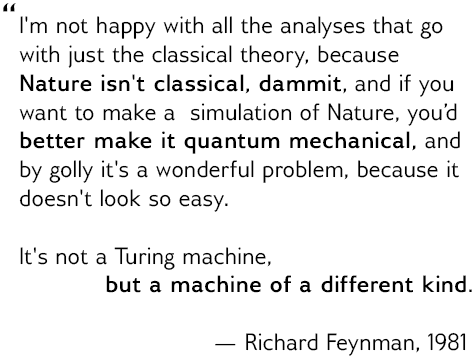 “I'm not happy with all the analyses that go
with just the classical theory, because
Nature isn't classical, dammit, and if you
want to make a  simulation of Nature, you’d
better make it quantum mechanical, and
by golly it's a wonderful problem, because it
doesn't look so easy.

It's not a Turing machine,
but a machine of a different kind.

— Richard Feynman, 1981